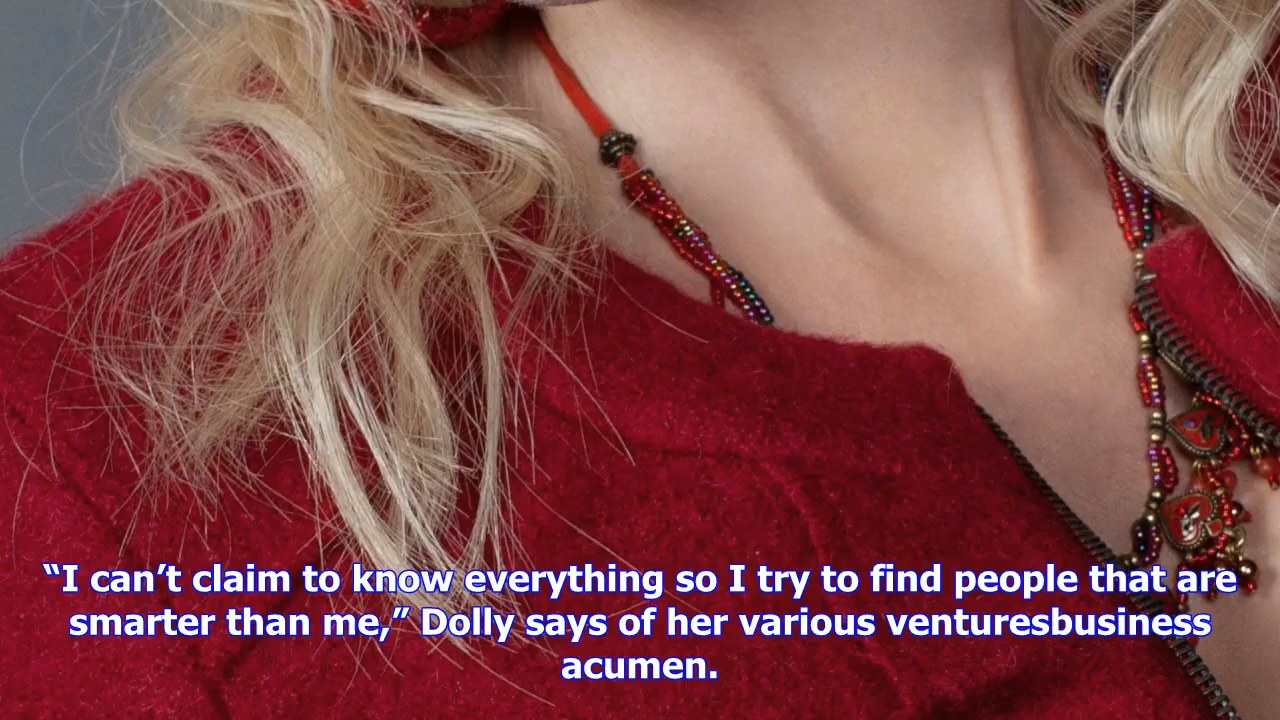 “I can’t claim to know everything so I try to find people that are
smarter than me,” Dolly says of her various venturesbusiness
acumen.